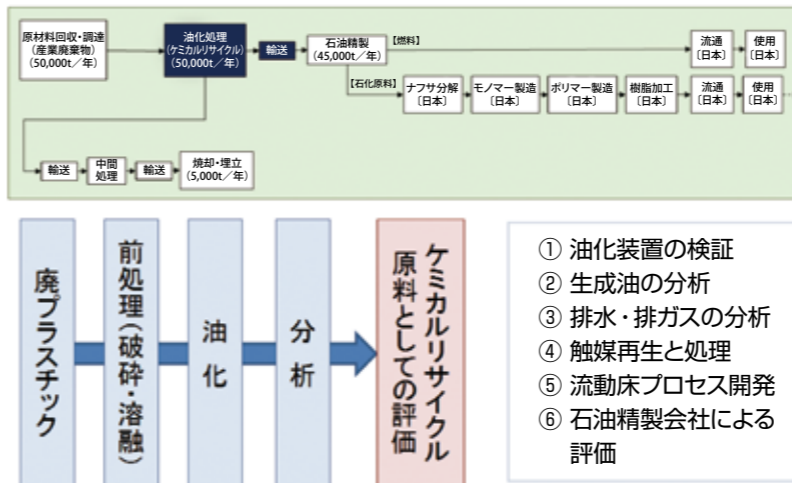 原材料回収・調達
(産業廃棄物)
(50,000t/年)
油化処理
(ケミカルリサイクル)
(50,000t/年)
輸送
石油精製
(45,000t/年)
【燃料】
流通
〔日本〕
使用
〔日本〕
【石化原料】
ナフサ分解
〔日本〕
モノマー製造
〔日本〕
ポリマー製造
〔日本〕
樹脂加工
〔日本〕
流通
〔日本〕
使用
〔日本〕
輸送
中間
処理
輸送
焼却・埋立
(5,000t/年)
廃プラスチック
前処理(破砕・溶融)
油化
分析
ケミカルリサイクル
原料としての評価
① 油化装置の検証
② 生成油の分析
③ 排水・排ガスの分析
④ 触媒再生と処理
⑤ 流動床プロセス開発
⑥ 石油精製会社による
評価